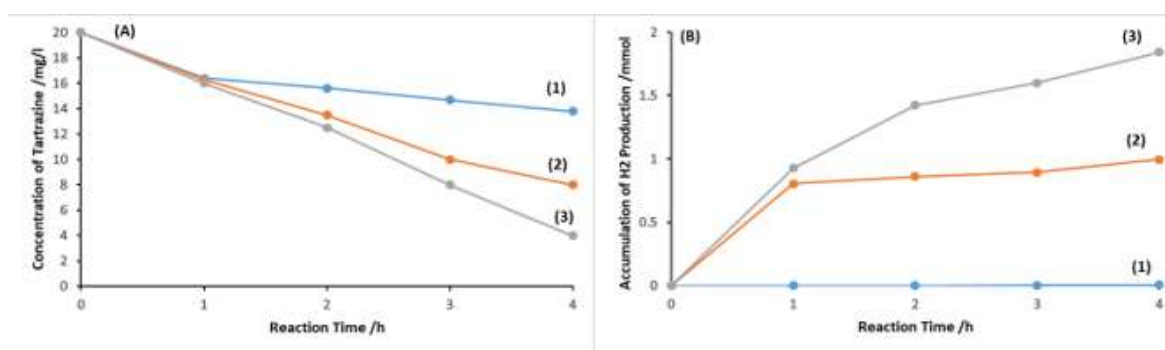 (A)
Concentration of Tartrazine /mg/l
20
18
16
14
12
10
8
6
4
2
0
(1)
(2)
(3)
0 1 2 3 4
Reaction Time /h
(B)
Accumulation of H2 Production /mmol
2
1.5
1
0.5
0
(3)
(2)
(1)
0 1 2 3 4
Reaction Time /h